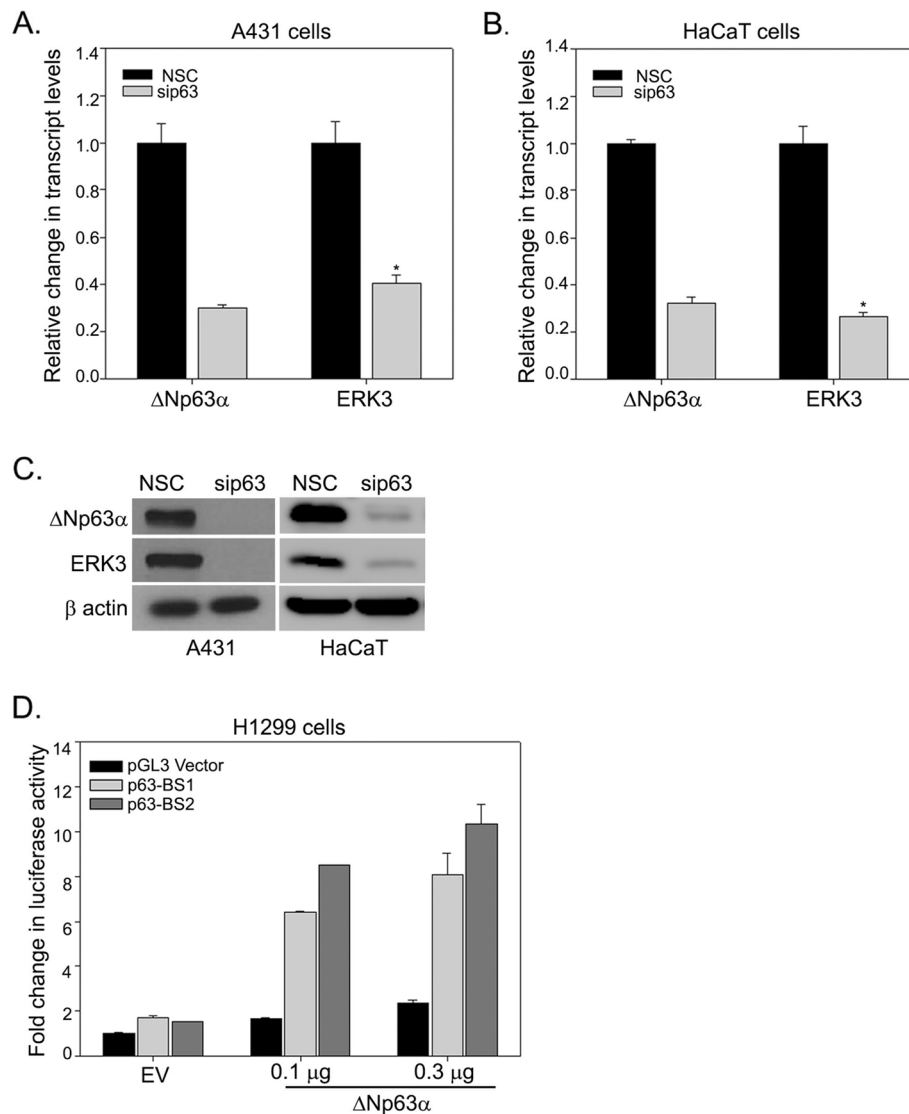 A.
A431 cells
Relative change in transcript levels
1.4
1.2
1.0
0.8
0.6
0.4
0.2
0.0
NSC
sip63
*
ΔNp63α ERK3
B.
HaCaT cells
Relative change in transcript levels
1.4
1.2
1.0
0.8
0.6
0.4
0.2
0.0
NSC
sip63
*
ΔNp63α ERK3
C.
NSC sip63 NSC sip63
ΔNp63α
ERK3
β actin
A431 HaCaT
D.
H1299 cells
Fold change in luciferase activity
14
12
10
8
6
4
2
0
pGL3 Vector
p63-BS1
p63-BS2
EV 0.1 μg 0.3 μg
ΔNp63α